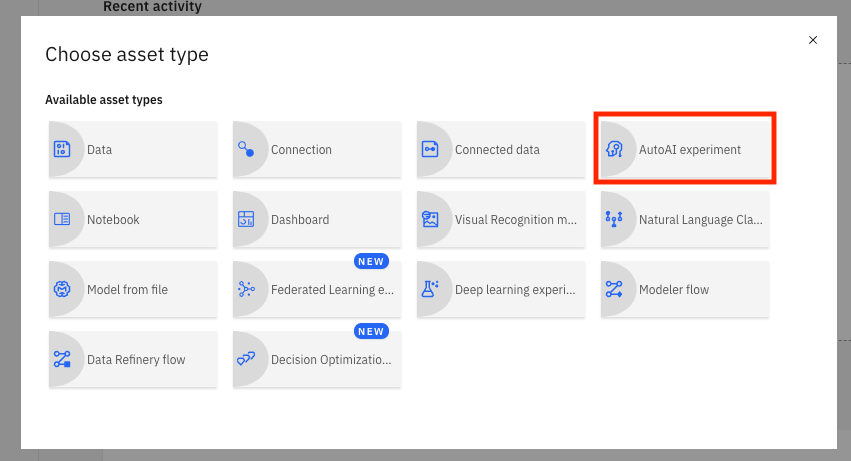 Recent activity
Choose asset type
Available asset types
Data
Connection
Connected data
AutoAI experiment
Notebook
Dashboard
Visual Recognition m...
Natural Language Cla...
NEW
Model from file
Federated Learning e...
Deep learning experi...
Modeler flow
NEW
Data Refinery flow
Decision Optimizatio...